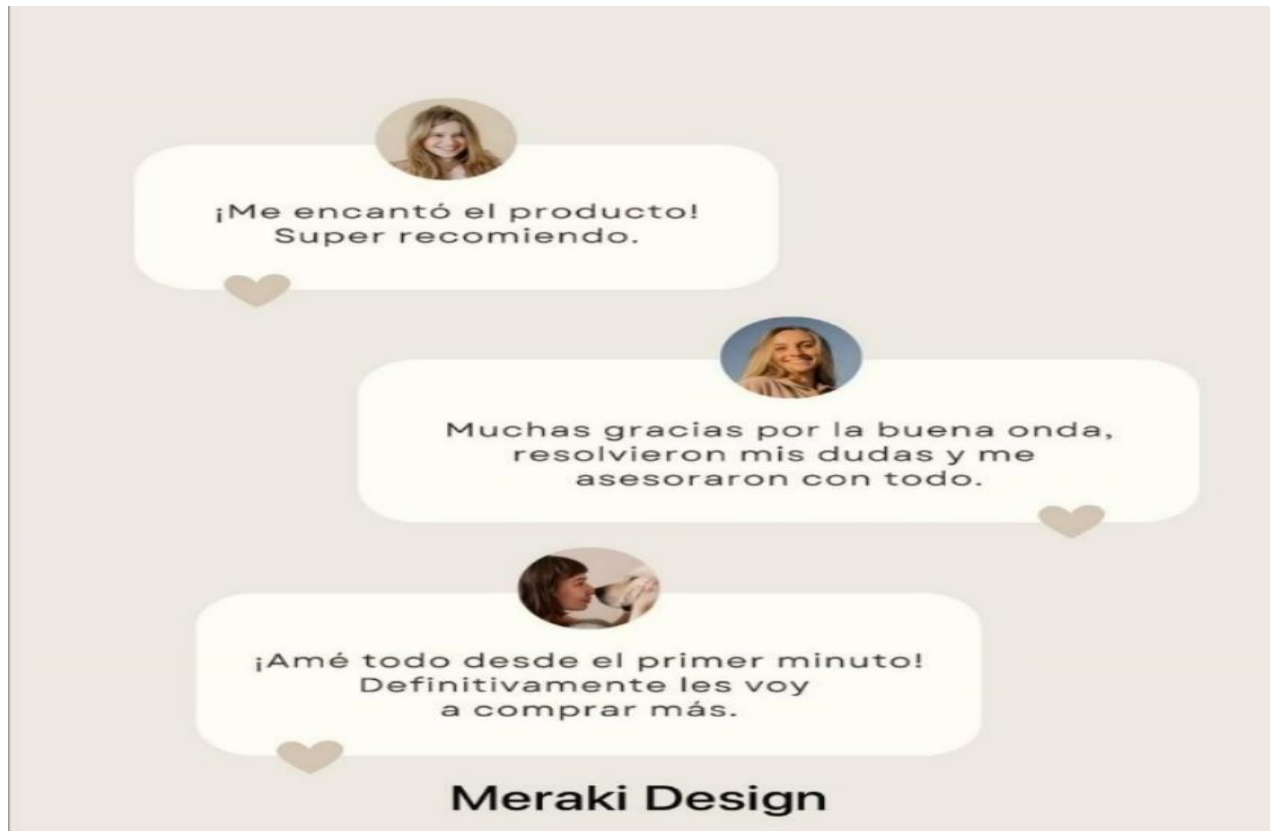 ¡Me encantó el producto!
Super recomiendo.
Muchas gracias por la buena onda,
resolvieron mis dudas y me
asesoraron con todo.
¡Amé todo desde el primer minuto!
Definitivamente les voy
a comprar más.
Meraki Design